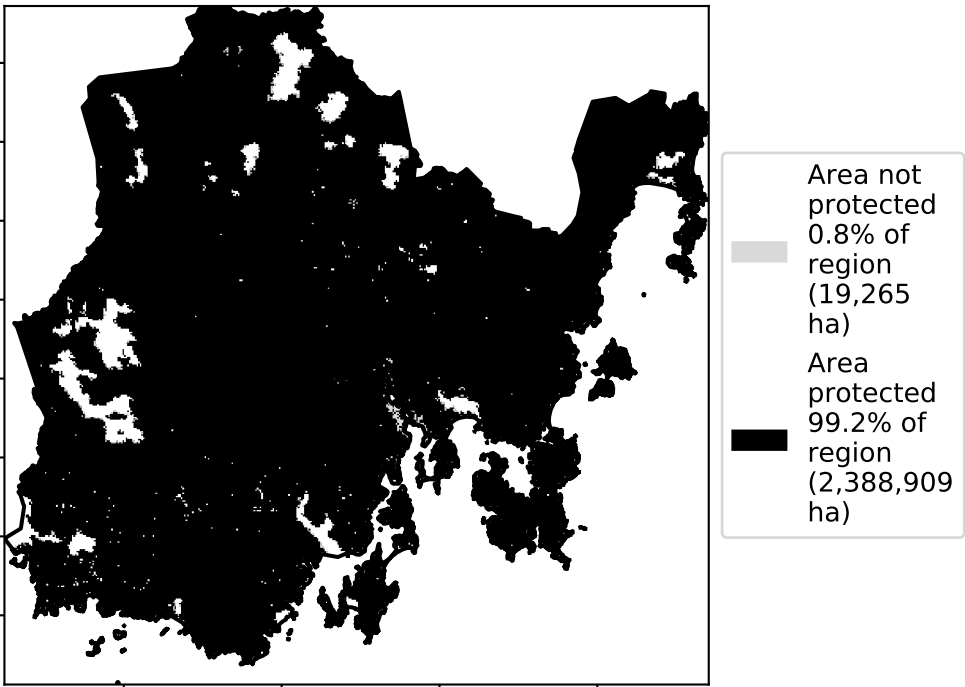 Area not
protected
0.8% of
region
(19,265
ha)
Area
protected
99.2% of
region
(2,388,909
ha)